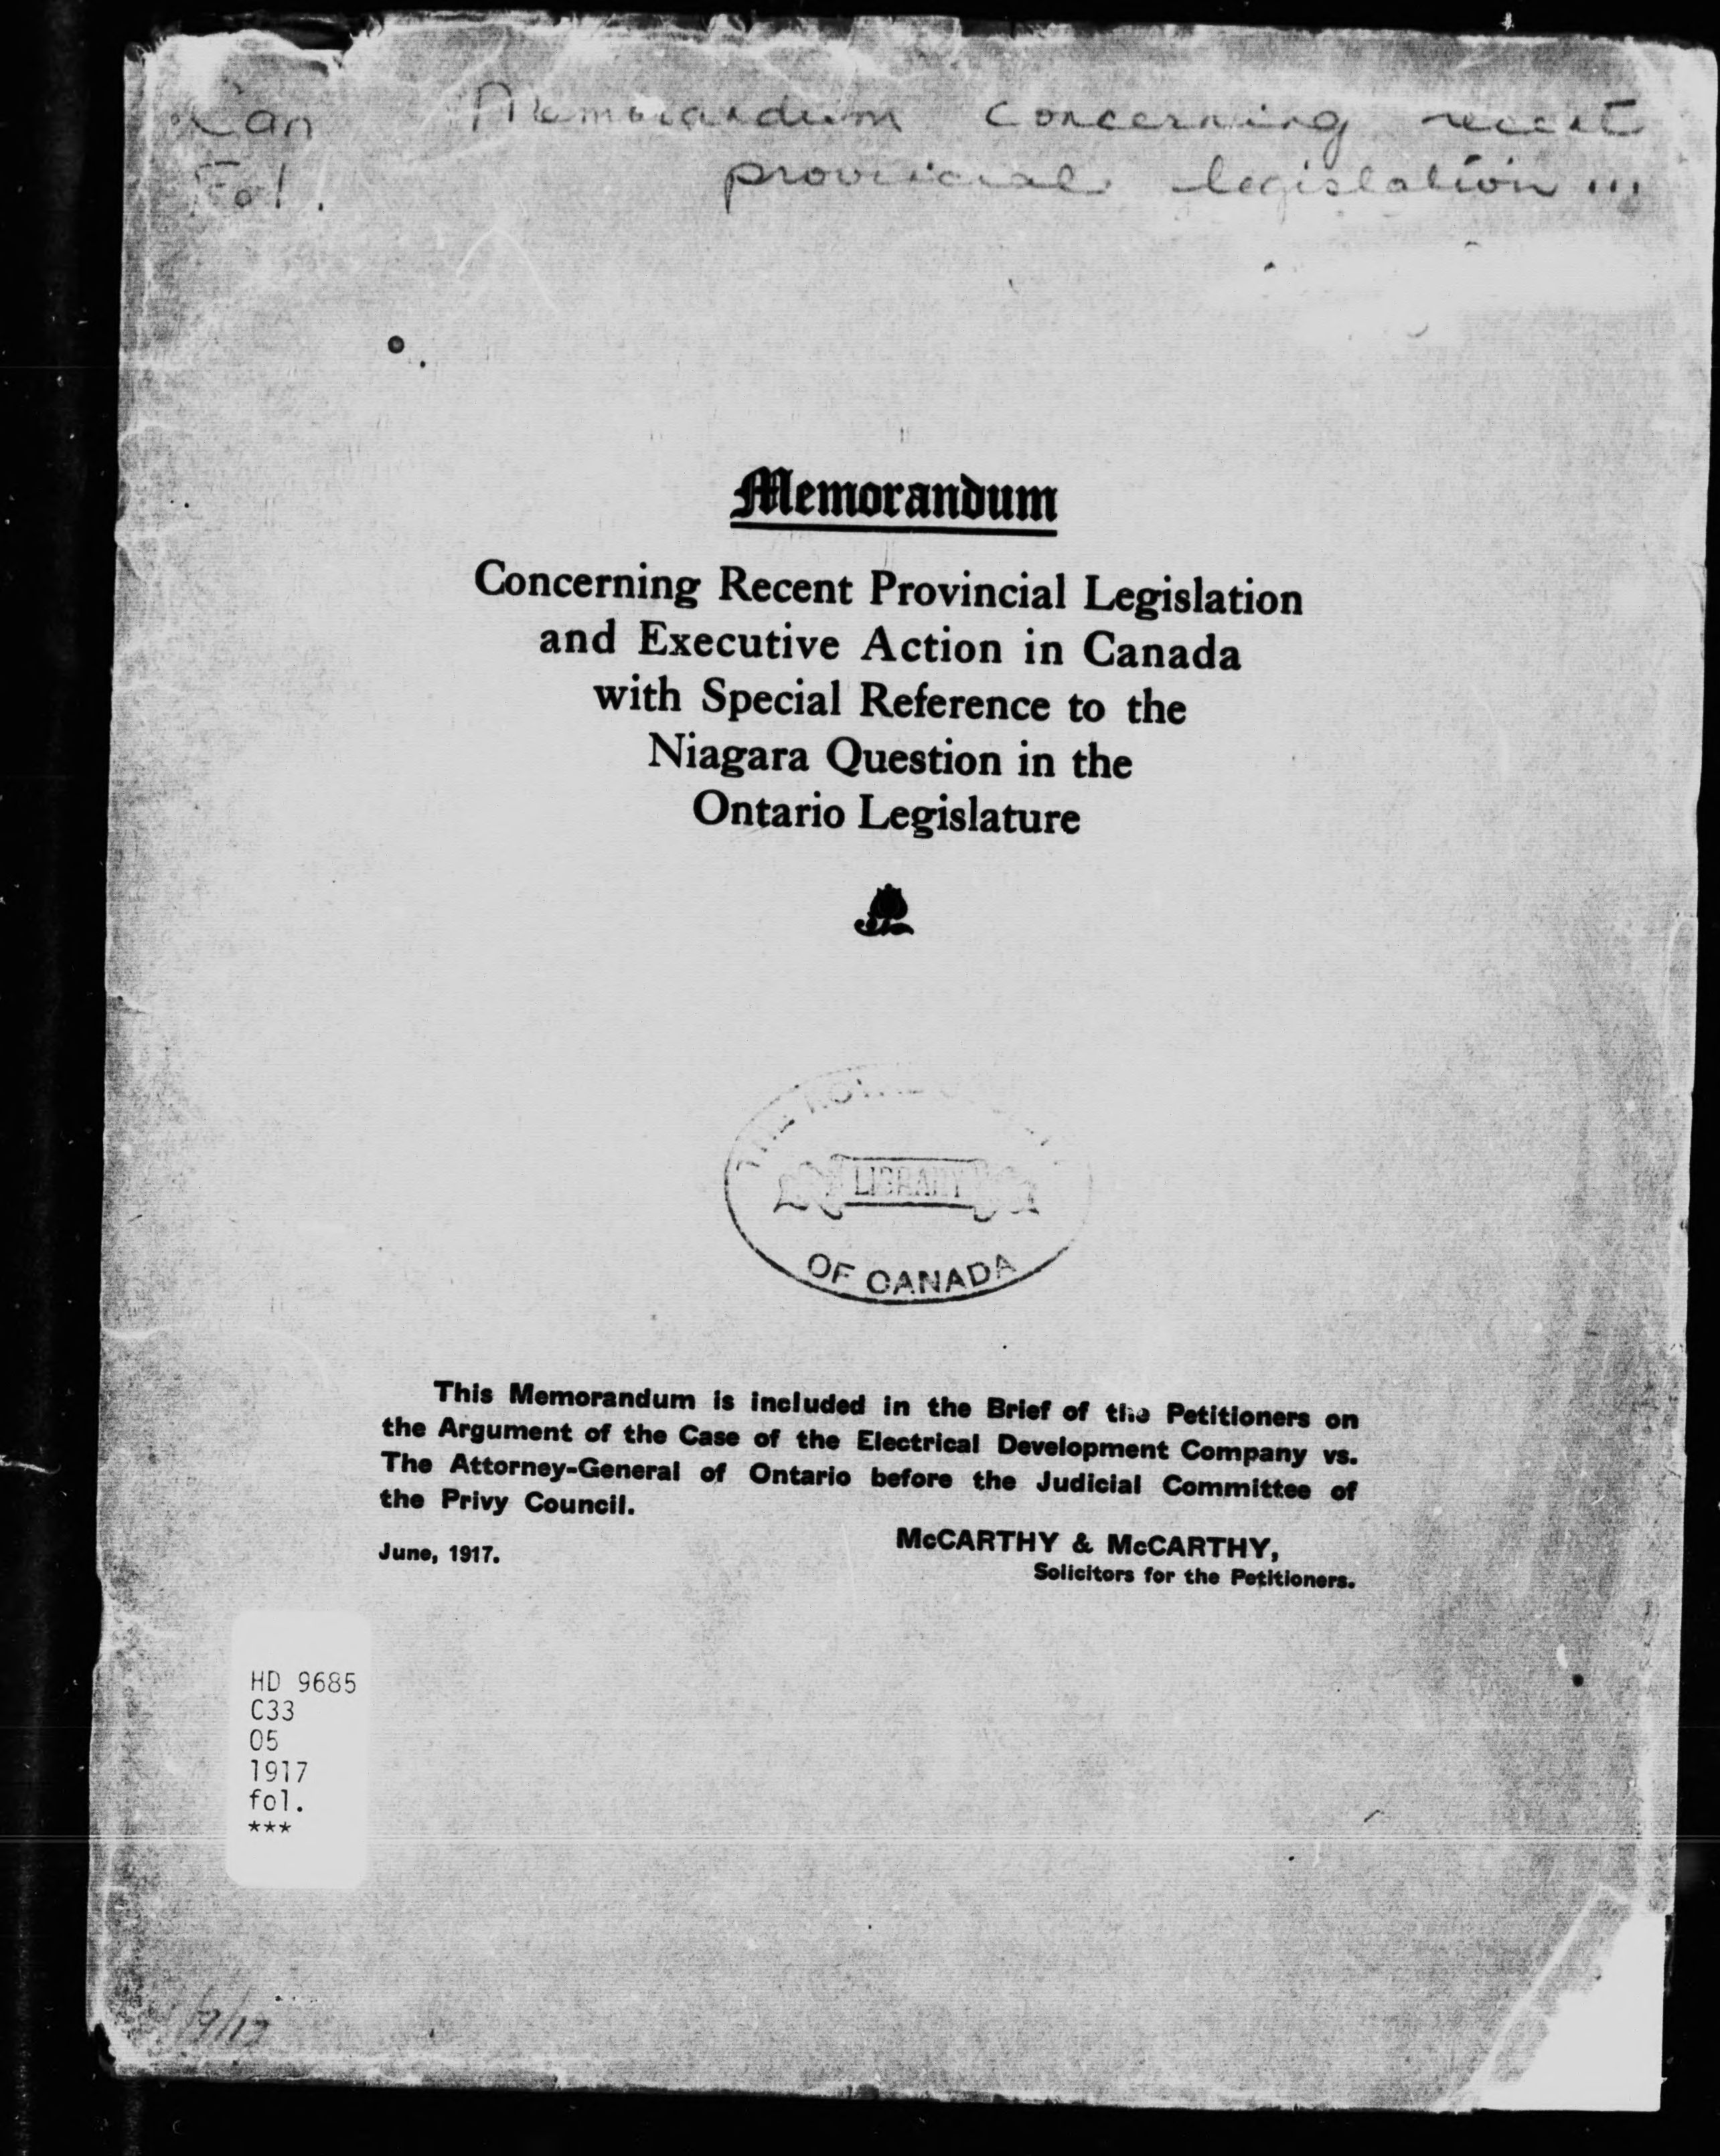 Can Memorandum concerning recent
Fol. provincial legislation ...
Memorandum
Concerning Recent Provincial Legislation
and Executive Action in Canada
with Special Reference to the
Niagara Question in the
Ontario Legislature
THE
LIBRARY
OF CANADA
This Memorandum is included in the Brief of the Petitioners on
the Argument of the Case of the Electrical Development Company vs.
The Attorney-General of Ontario before the Judicial Committee of
the Privy Council.
McCARTHY & McCARTHY,
June, 1917.
Solicitors for the Petitioners.
HD 9685
C33
O5
1917
fol.
***